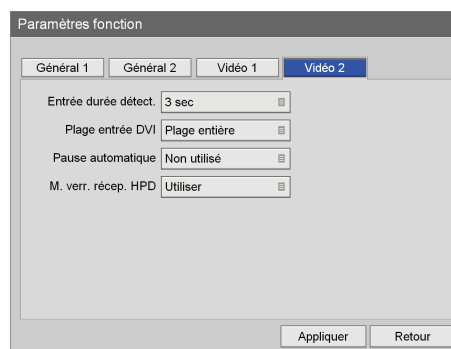 Paramètres fonction
Général 1 Général 2 Vidéo 1 Vidéo 2
Entrée durée détect. 3 sec
Plage entrée DVI Plage entière
Pause automatique Non utilisé
M. verr. récep. HPD Utiliser
Appliquer Retour